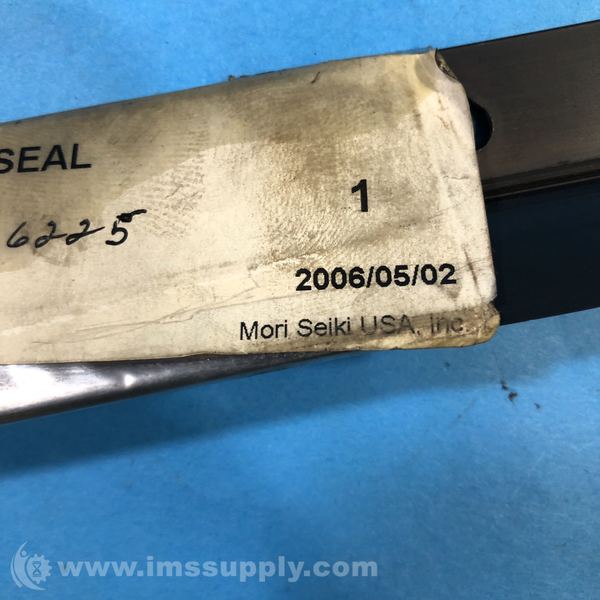 SEAL
1
6225
2006/05/02
Mori Seiki USA, Inc.
www.imssupply.com